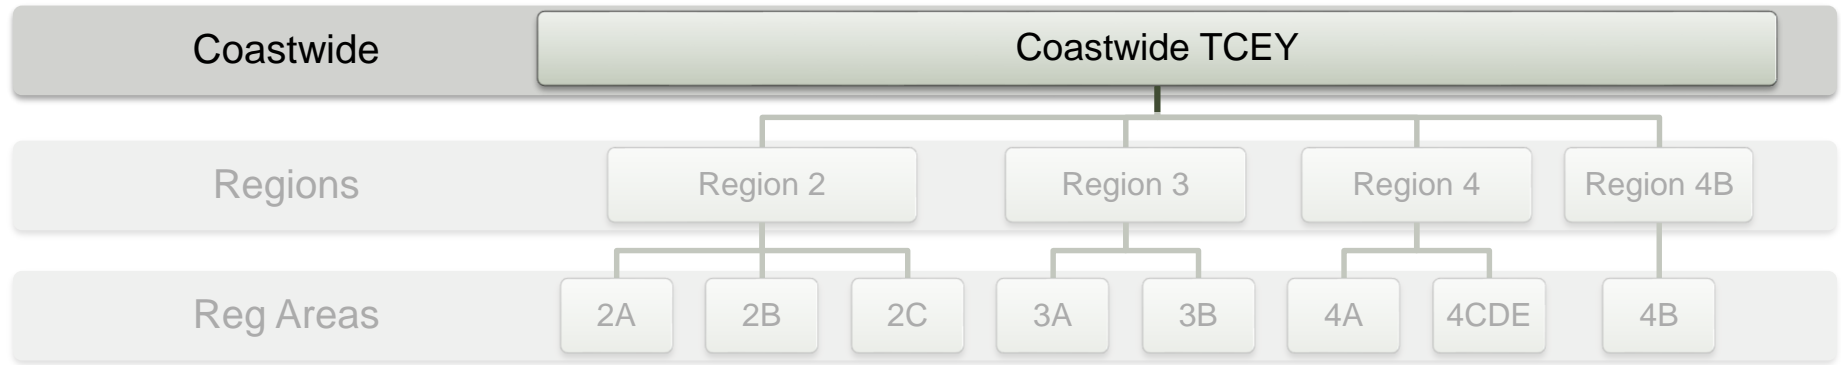 Coastwide
Coastwide TCEY
Regions
Region 2
Region 3
Region 4
Region 4B
Reg Areas
2A
2B
2C
3A
3B
4A
4CDE
4B